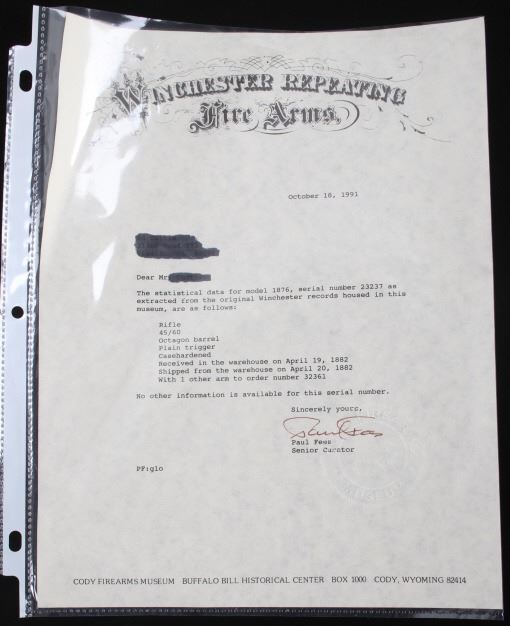 WINCHESTER REPEATING
Fire Arms.
October 18, 1991
Dear Mr
The statistical data for model 1876, serial number 23237 as
extracted from the original Winchester records housed in this
museum, are as follows:
Rifle
45/60
Octagon barrel
Plain trigger
Casehardened
Received in the warehouse on April 19, 1882
Shipped from the warehouse on April 20, 1882
With 1 other arm to order number 32361
No other information is available for this serial number.
Sincerely yours,
Paul Fees
Paul Fees
Senior Curator
PF:glo
CODY FIREARMS MUSEUM BUFFALO BILL HISTORICAL CENTER BOX 1000 CODY, WYOMING 82414